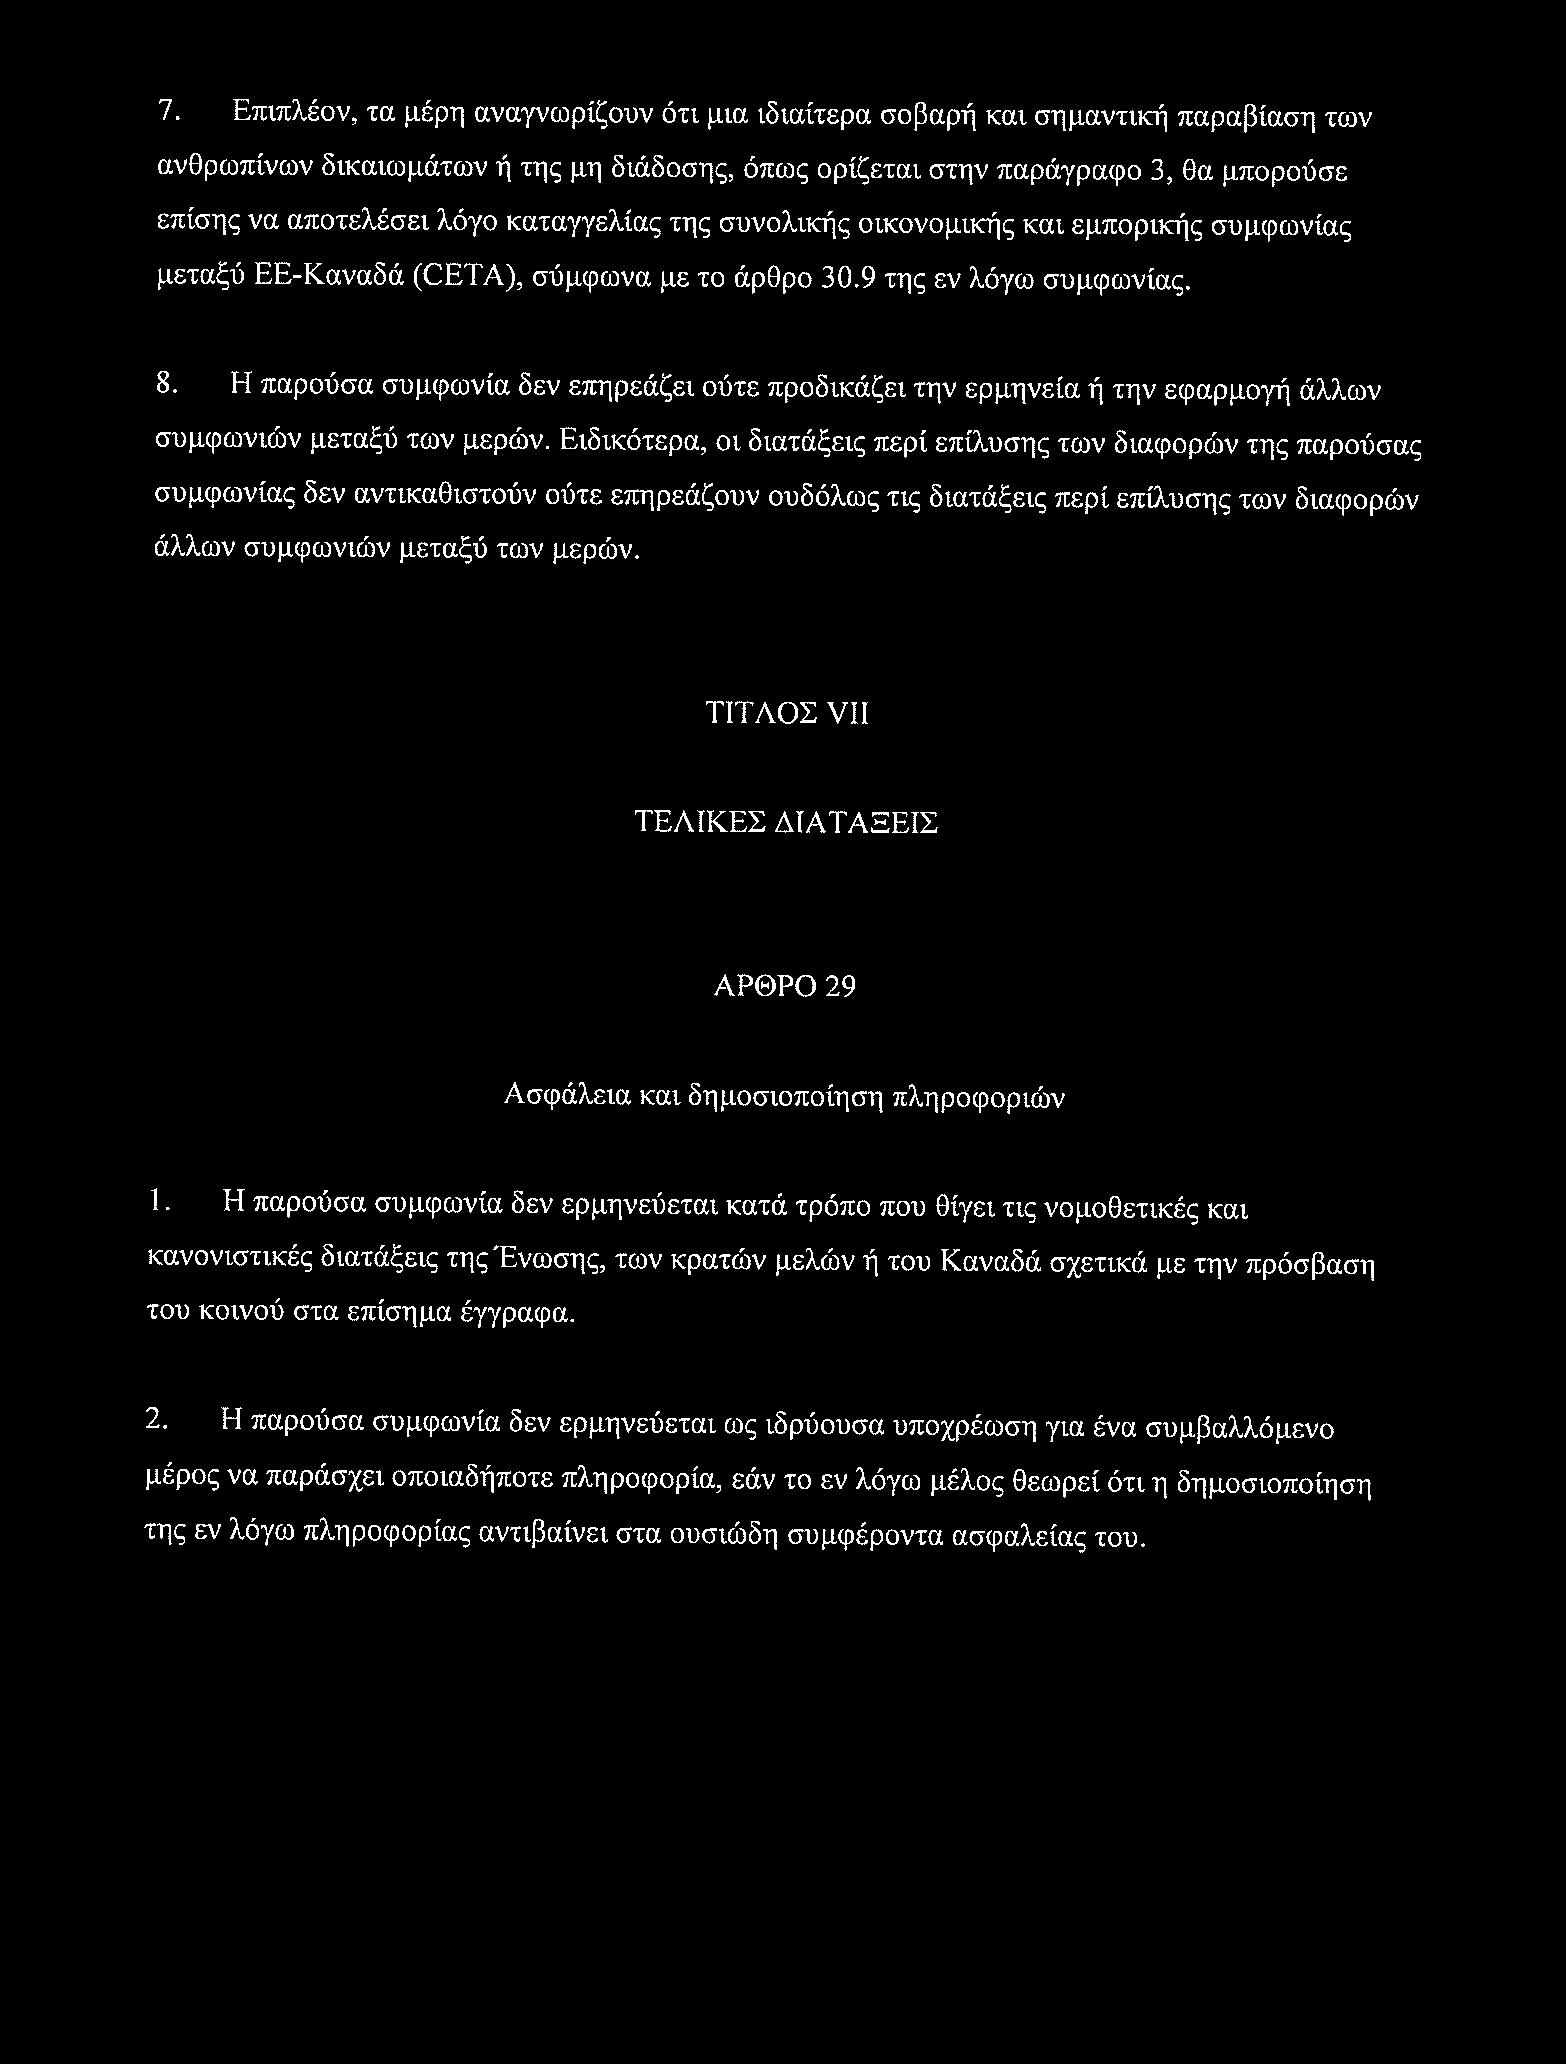 7. Επιπλέον, τα μέρη αναγνωρίζουν ότι μια ιδιαίτερα σοβαρή και σημαντική παραβίαση των
ανθρωπίνων δικαιωμάτων ή της μη διάδοσης, όπως ορίζεται στην παράγραφο 3, θα μπορούσε
επίσης να αποτελέσει λόγο καταγγελίας της συνολικής οικονομικής και εμπορικής συμφωνίας
μεταξύ ΕΕ-Καναδά (CETA), σύμφωνα με το άρθρο 30.9 της εν λόγω συμφωνίας.
8. Η παρούσα συμφωνία δεν επηρεάζει ούτε προδικάζει την ερμηνεία ή την εφαρμογή άλλων
συμφωνιών μεταξύ των μερών. Ειδικότερα, οι διατάξεις περί επίλυσης των διαφορών της παρούσας
συμφωνίας δεν αντικαθιστούν ούτε επηρεάζουν ουδόλως τις διατάξεις περί επίλυσης των διαφορών
άλλων συμφωνιών μεταξύ των μερών.
ΤΙΤΛΟΣ VII
ΤΕΛΙΚΕΣ ΔΙΑΤΑΞΕΙΣ
ΑΡΘΡΟ 29
Ασφάλεια και δημοσιοποίηση πληροφοριών
1. Η παρούσα συμφωνία δεν ερμηνεύεται κατά τρόπο που θίγει τις νομοθετικές και
κανονιστικές διατάξεις της Ένωσης, των κρατών μελών ή του Καναδά σχετικά με την πρόσβαση
του κοινού στα επίσημα έγγραφα.
2. Η παρούσα συμφωνία δεν ερμηνεύεται ως ιδρύουσα υποχρέωση για ένα συμβαλλόμενο
μέρος να παράσχει οποιαδήποτε πληροφορία, εάν το εν λόγω μέλος θεωρεί ότι η δημοσιοποίηση
της εν λόγω πληροφορίας αντιβαίνει στα ουσιώδη συμφέροντα ασφαλείας του.